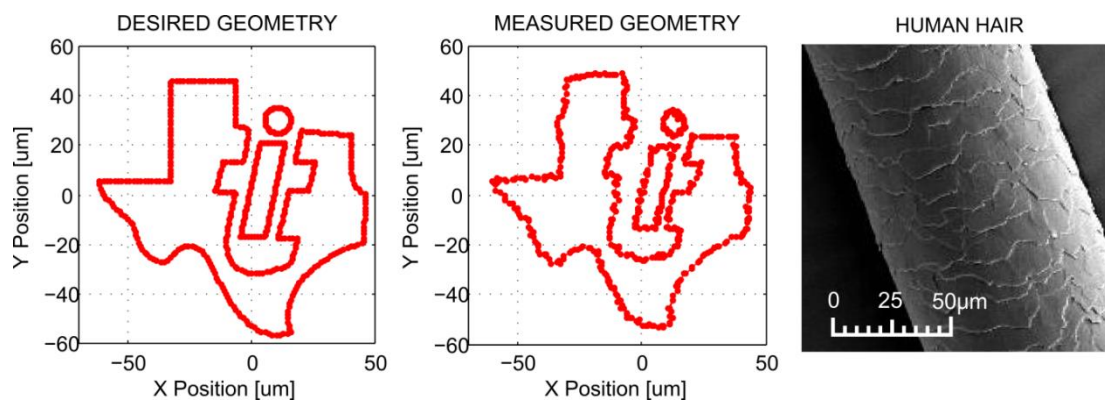 DESIRED GEOMETRY
60
40
20
0
−20
−40
−60
−50
0
50
Y Position [um]
X Position [um]
MEASURED GEOMETRY
60
40
20
0
−20
−40
−60
−50
0
50
Y Position [um]
X Position [um]
HUMAN HAIR
0 25 50µm